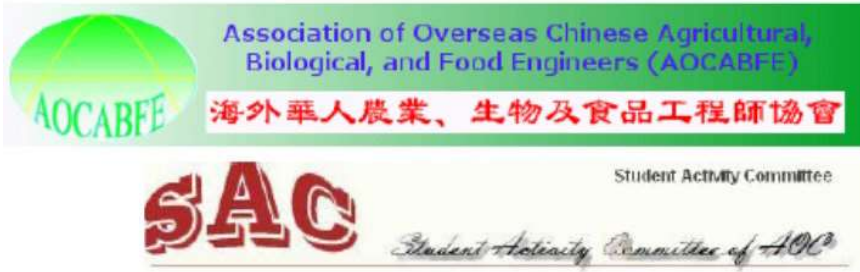 Association of Overseas Chinese Agricultural,
Biological, and Food Engineers (AOCABFE)
AOCABFE
海外華人農業、生物及食品工程師協會
SAC
Student Activity Committee
Student Activity Committee of AOC